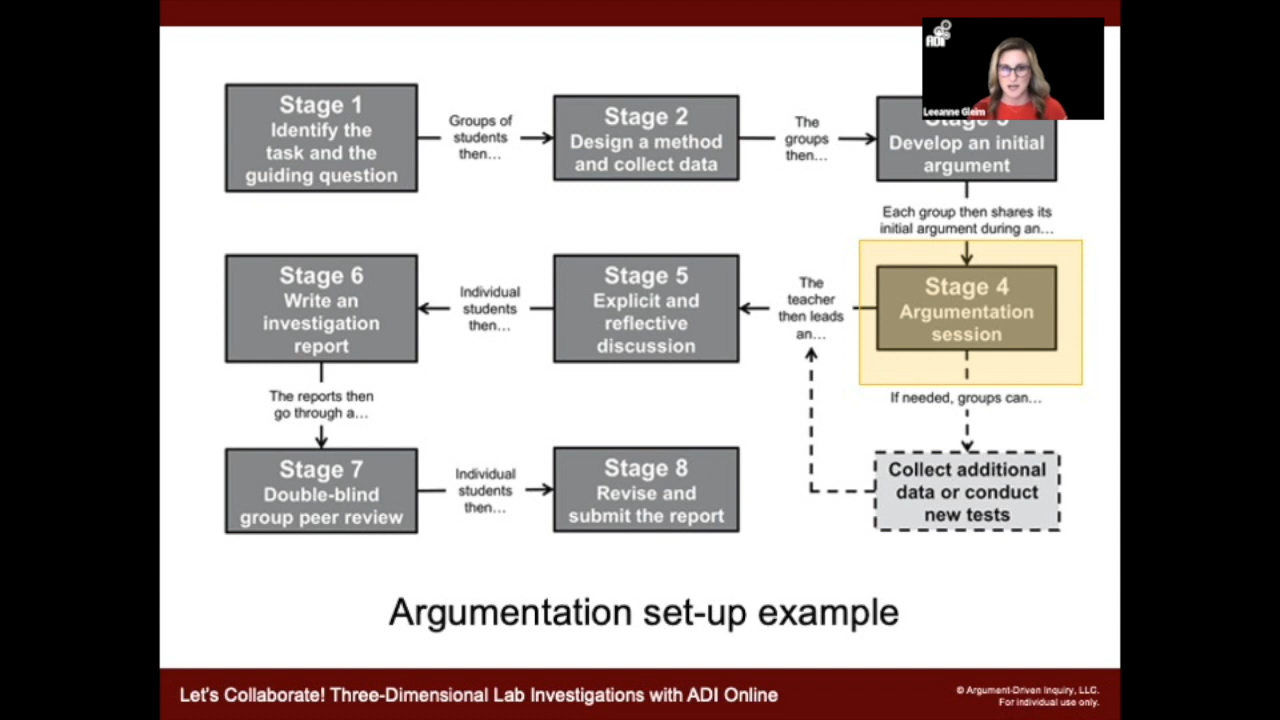 ADI
Leeanne Gleim
Stage 1
Identify the
task and the
guiding question
Groups of
students
then…
Stage 2
Design a method
and collect data
The
groups
then…
Stage 3
Develop an initial
argument
Each group then shares its
initial argument during an…
Stage 4
Argumentation
session
The
teacher
then leads
an…
Stage 5
Explicit and
reflective
discussion
Individual
students
then…
Stage 6
Write an
investigation
report
If needed, groups can…
Collect additional
data or conduct
new tests
The reports then
go through a…
Stage 7
Double-blind
group peer review
Individual
students
then…
Stage 8
Revise and
submit the report
Argumentation set-up example
Let's Collaborate! Three-Dimensional Lab Investigations with ADI Online
© Argument-Driven Inquiry, LLC.
For individual use only.